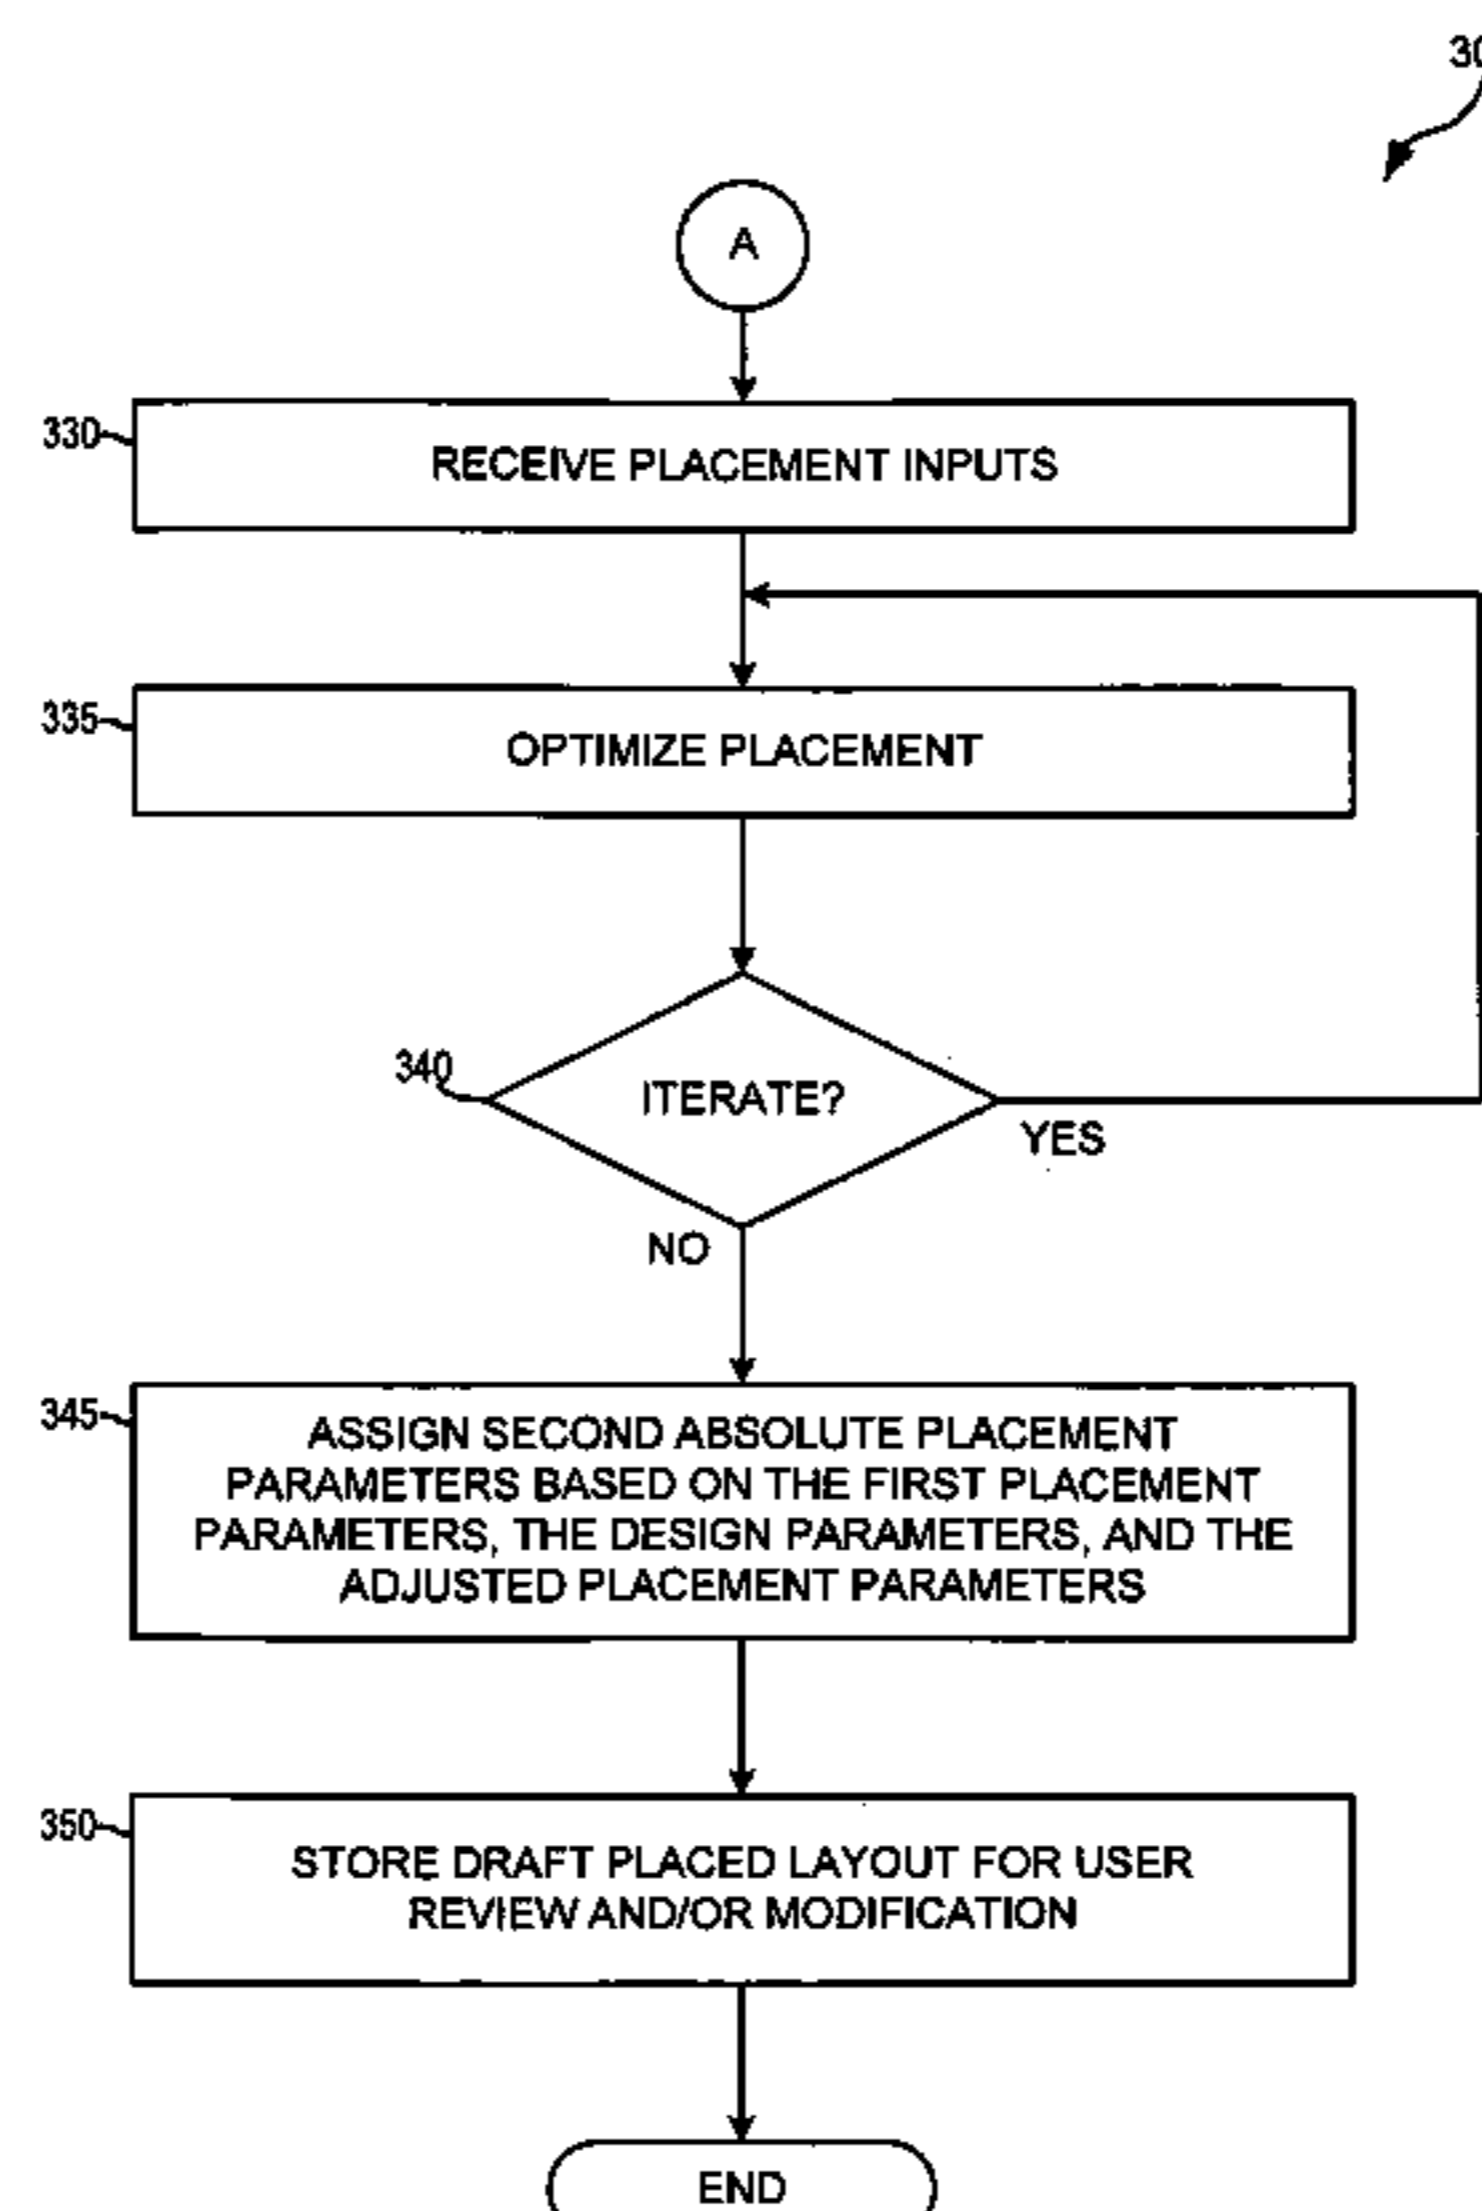 30
A
330
RECEIVE PLACEMENT INPUTS
335
OPTIMIZE PLACEMENT
340
ITERATE?
YES
NO
345
ASSIGN SECOND ABSOLUTE PLACEMENT
PARAMETERS BASED ON THE FIRST PLACEMENT
PARAMETERS, THE DESIGN PARAMETERS, AND THE
ADJUSTED PLACEMENT PARAMETERS
350
STORE DRAFT PLACED LAYOUT FOR USER
REVIEW AND/OR MODIFICATION
END